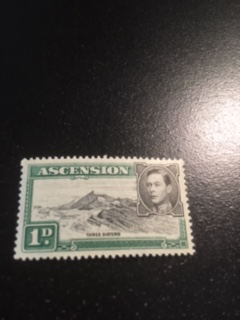 ASCENSION
1D.
THREE SISTERS